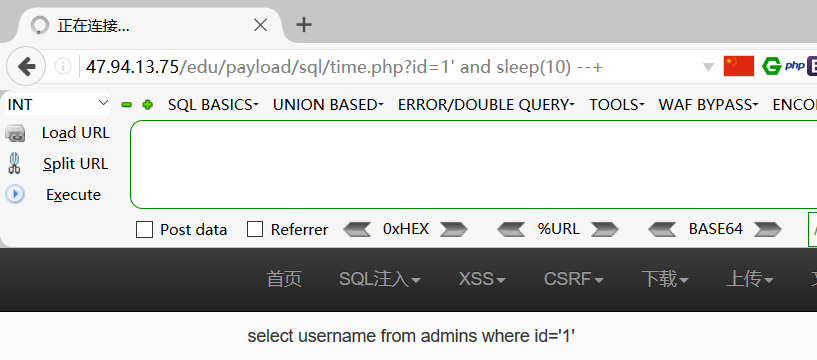 正在连接...
47.94.13.75/edu/payload/sql/time.php?id=1' and sleep(10) --+
php
INT SQL BASICS UNION BASED ERROR/DOUBLE QUERY TOOLS WAF BYPASS ENCO
Load URL
Split URL
Execute
Post data Referrer 0xHEX %URL BASE64
首页 SQL注入 XSS CSRF 下载 上传
select username from admins where id='1'